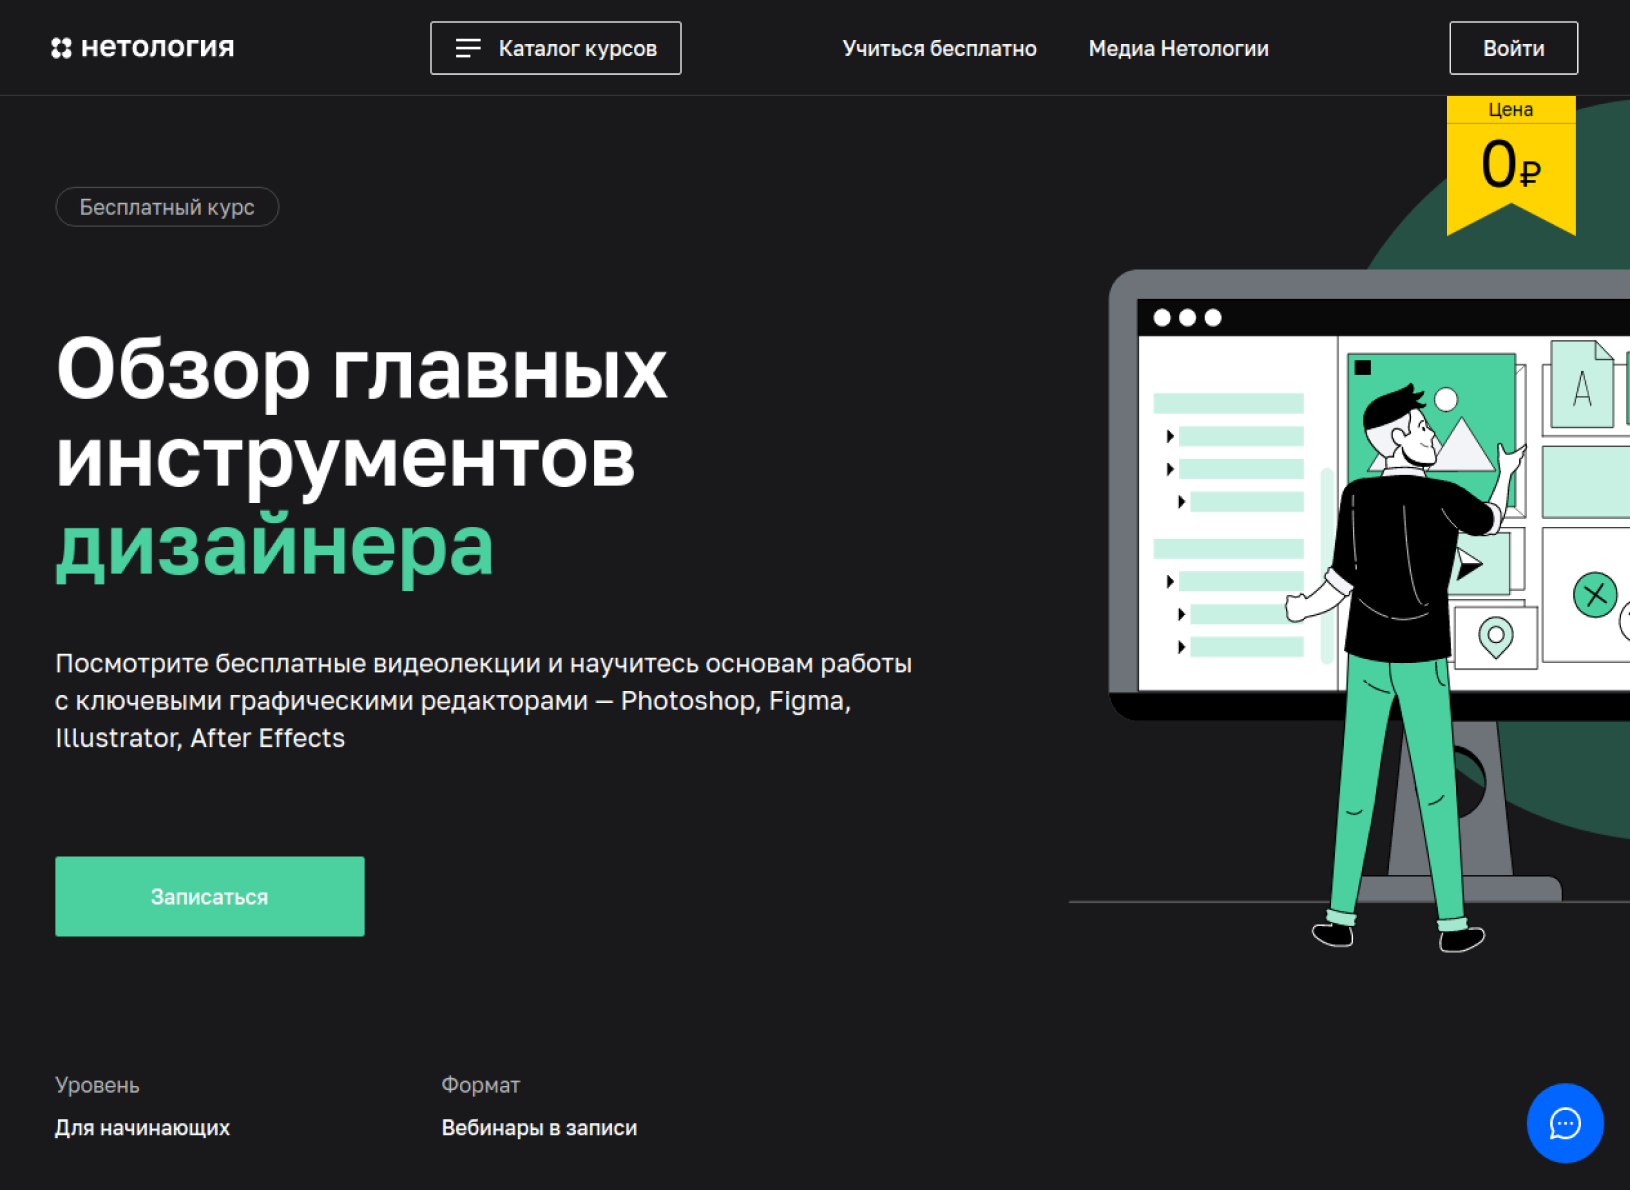 нетология
Каталог курсов
Учиться бесплатно
Медиа Нетологии
Войти
Цена
0₽
Бесплатный курс
Обзор главных
инструментов
дизайнера
A
Посмотрите бесплатные видеолекции и научитесь основам работы
с ключевыми графическими редакторами — Photoshop, Figma,
Illustrator, After Effects
Записаться
Уровень
Формат
Для начинающих
Вебинары в записи